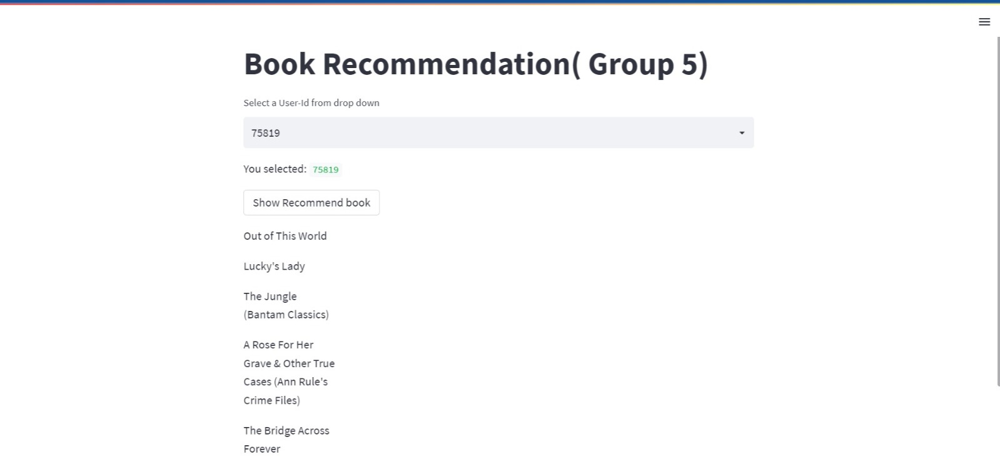 Book Recommendation( Group 5)
Select a User-Id from drop down
75819
You selected: 75819
Show Recommend book
Out of This World
Lucky's Lady
The Jungle
(Bantam Classics)
A Rose For Her
Grave & Other True
Cases (Ann Rule's
Crime Files)
The Bridge Across
Forever